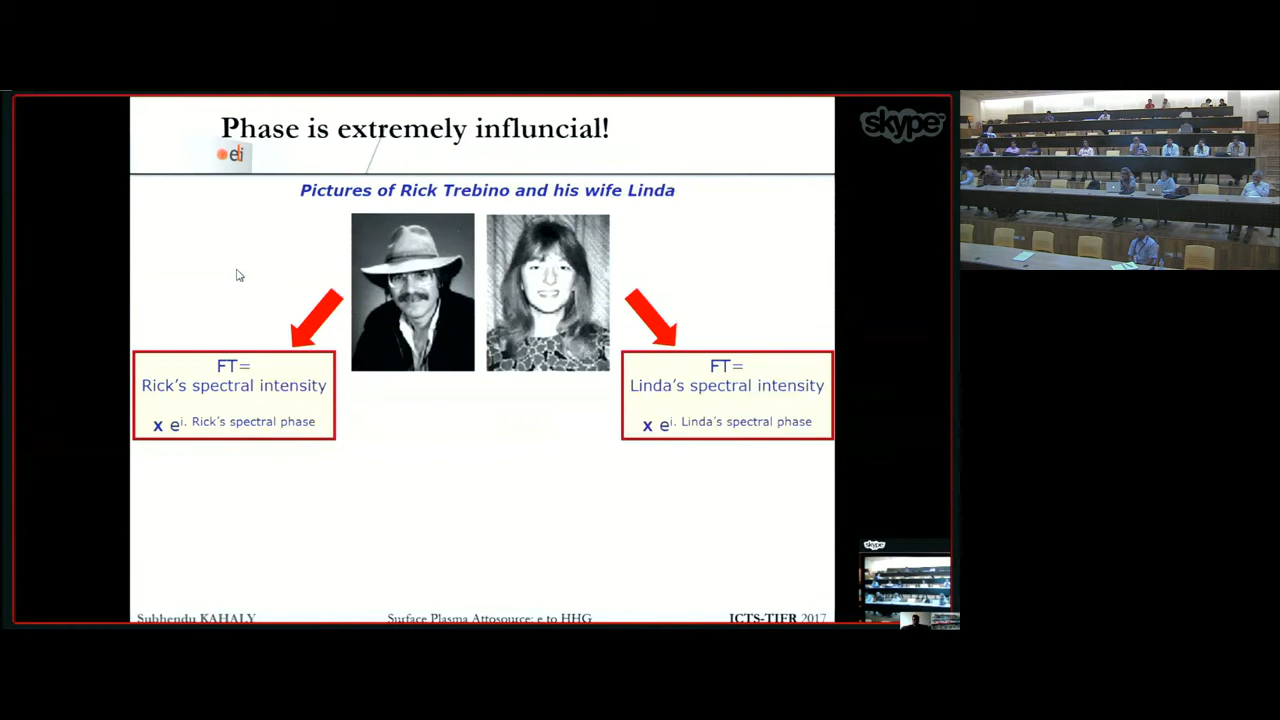 Phase is extremely influncial!
eli
skype
Pictures of Rick Trebino and his wife Linda
FT=
Rick's spectral intensity
x e i. Rick's spectral phase
FT=
Linda's spectral intensity
x e i. Linda's spectral phase
skype
Subhendu KAHALY
Surface Plasma Attosource: e to HHG
ICTS-TIFR 2017